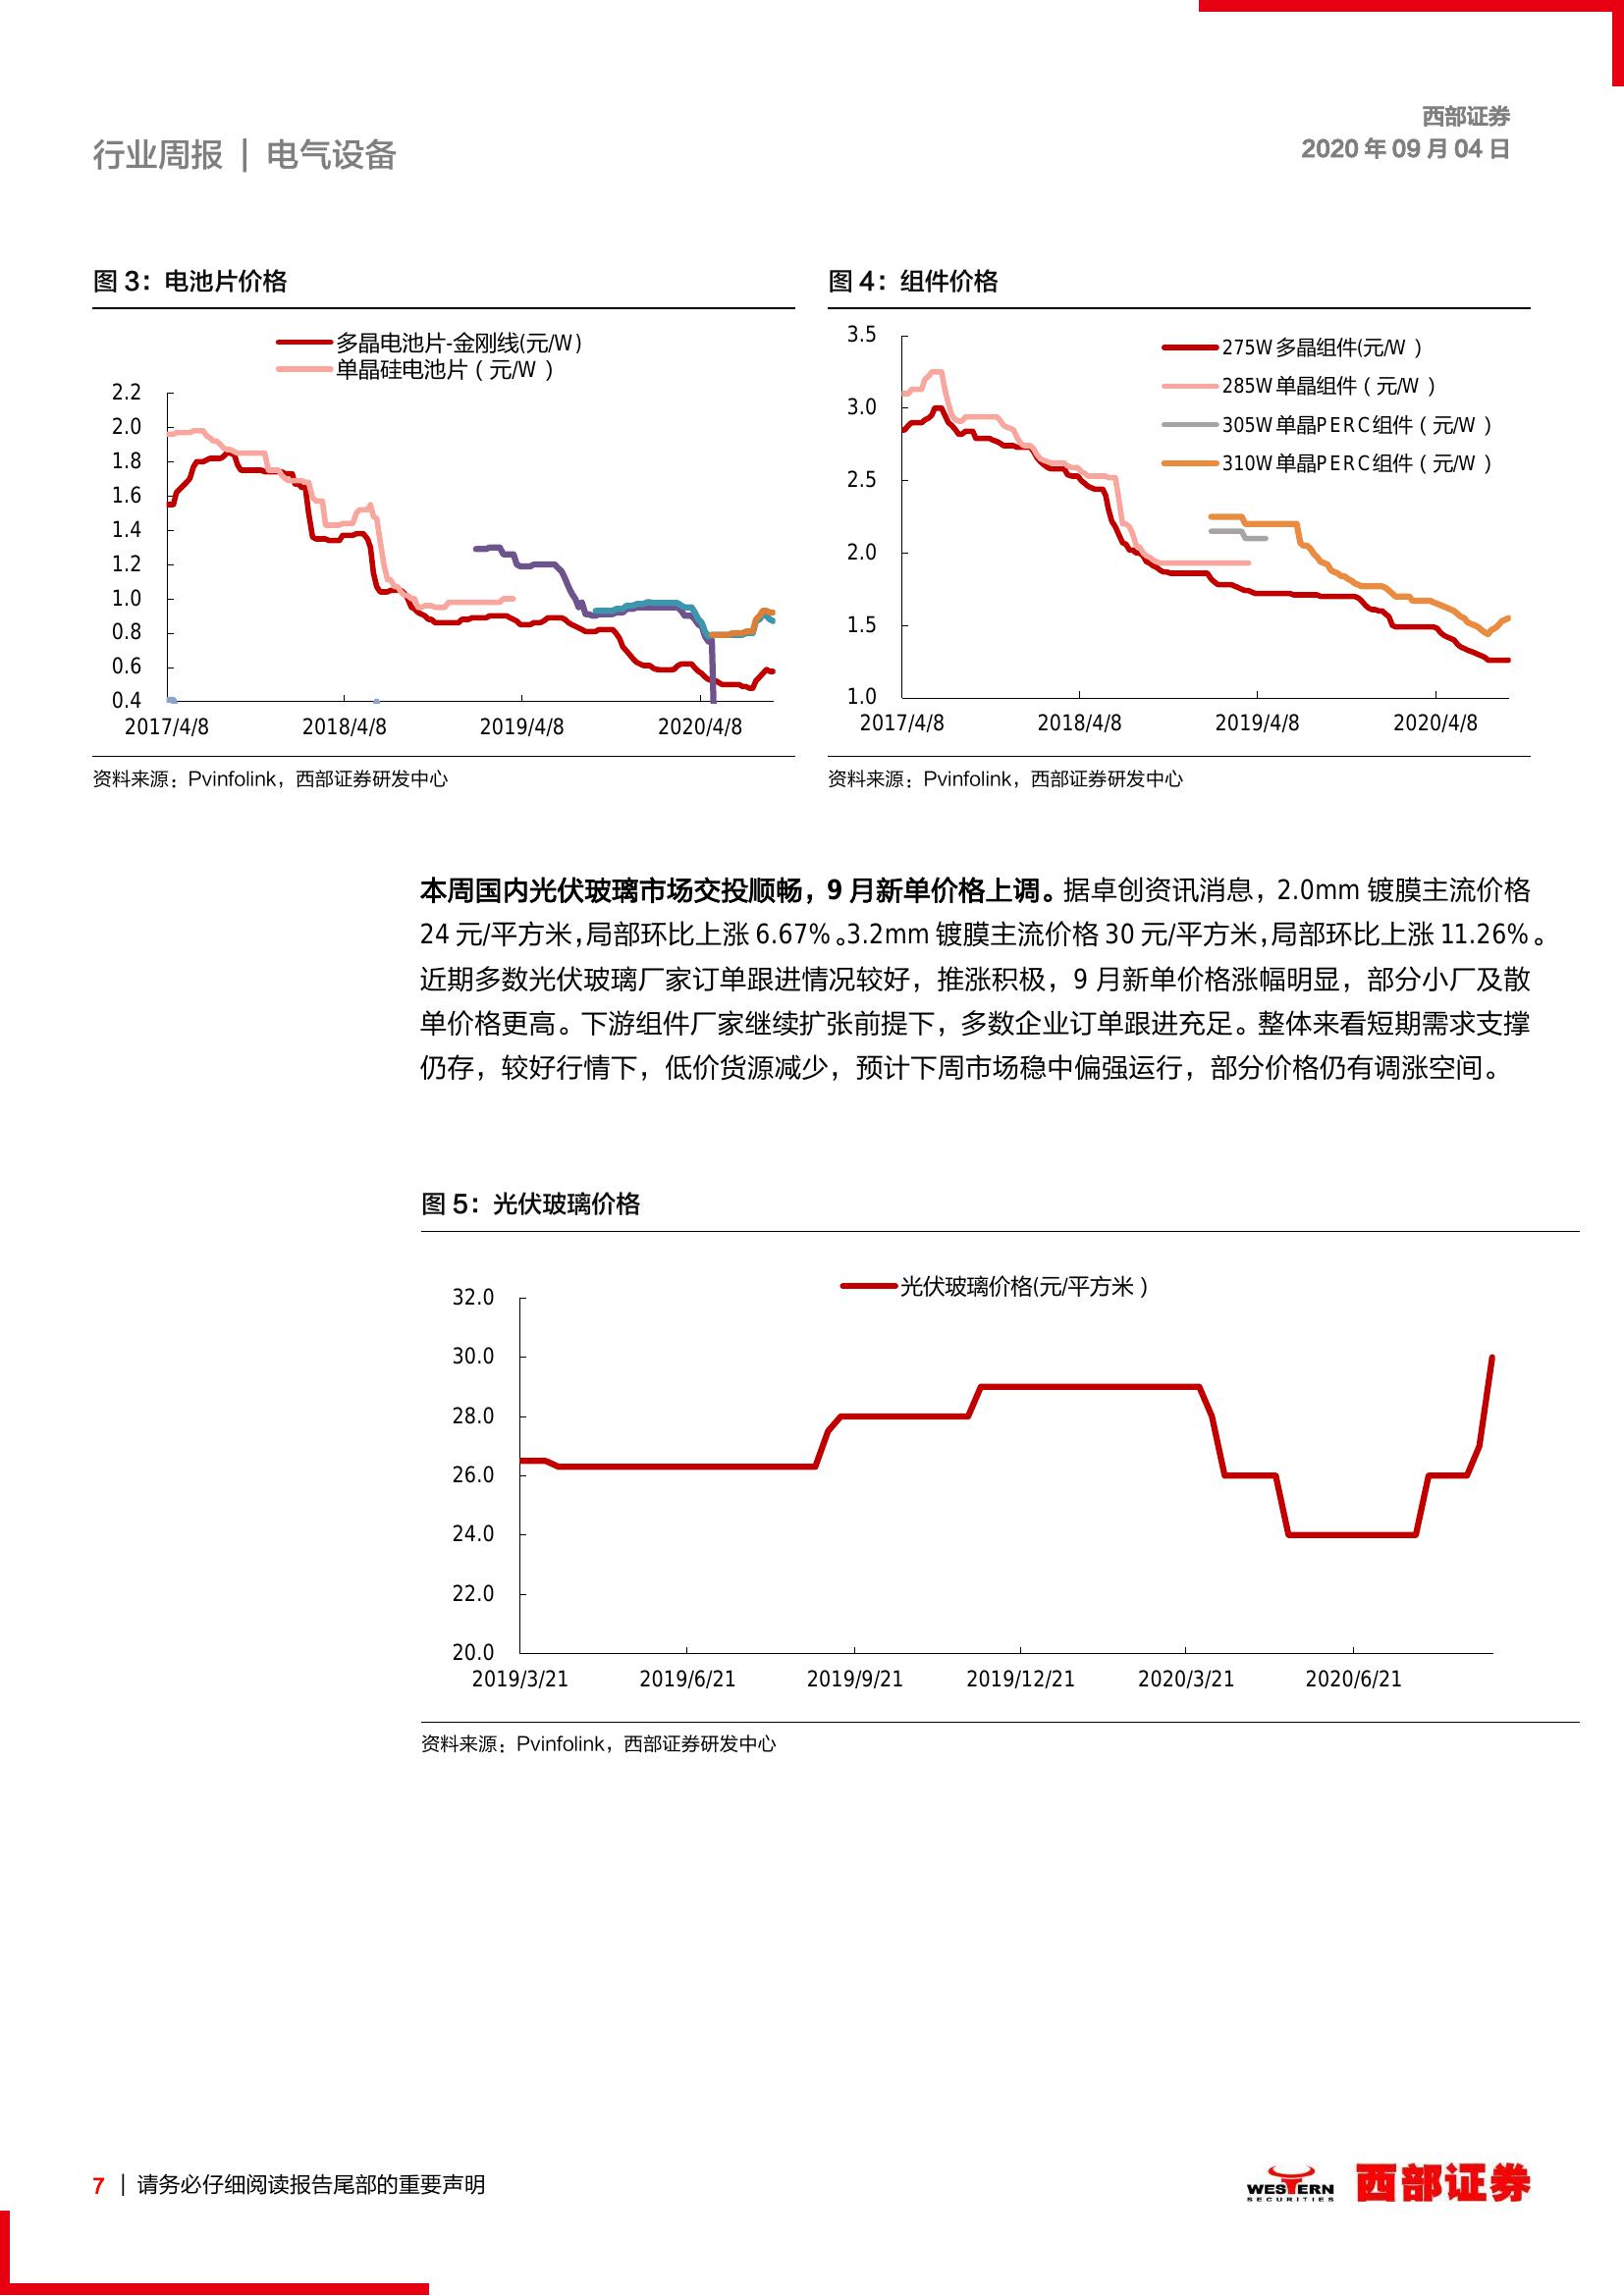 西部证券
行业周报 | 电气设备
2020 年 09 月 04 日
图 3：电池片价格
多晶电池片-金刚线(元/W)
单晶硅电池片（元/W）
2.2
2.0
1.8
1.6
1.4
1.2
1.0
0.8
0.6
0.4
2017/4/8 2018/4/8 2019/4/8 2020/4/8
资料来源：Pvinfolink，西部证券研发中心
图 4：组件价格
275W多晶组件(元/W）
285W单晶组件（元/W）
305W单晶PERC组件（元/W）
310W单晶PERC组件（元/W）
3.5
3.0
2.5
2.0
1.5
1.0
2017/4/8 2018/4/8 2019/4/8 2020/4/8
资料来源：Pvinfolink，西部证券研发中心
本周国内光伏玻璃市场交投顺畅，9 月新单价格上调。据卓创资讯消息，2.0mm 镀膜主流价格
24 元/平方米，局部环比上涨 6.67%。3.2mm 镀膜主流价格 30 元/平方米，局部环比上涨 11.26%。
近期多数光伏玻璃厂家订单跟进情况较好，推涨积极，9 月新单价格涨幅明显，部分小厂及散
单价格更高。下游组件厂家继续扩张前提下，多数企业订单跟进充足。整体来看短期需求支撑
仍存，较好行情下，低价货源减少，预计下周市场稳中偏强运行，部分价格仍有调涨空间。
图 5：光伏玻璃价格
光伏玻璃价格(元/平方米）
32.0
30.0
28.0
26.0
24.0
22.0
20.0
2019/3/21 2019/6/21 2019/9/21 2019/12/21 2020/3/21 2020/6/21
资料来源：Pvinfolink，西部证券研发中心
7 | 请务必仔细阅读报告尾部的重要声明
WESTERN
SECURITIES
西部证券